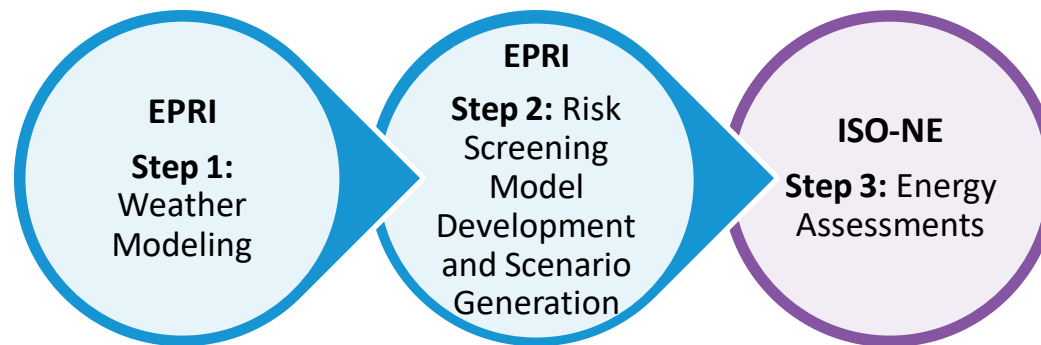 EPRI
Step 1:
Weather
Modeling
EPRI
Step 2: Risk
Screening
Model
Development
and Scenario
Generation
ISO-NE
Step 3: Energy
Assessments